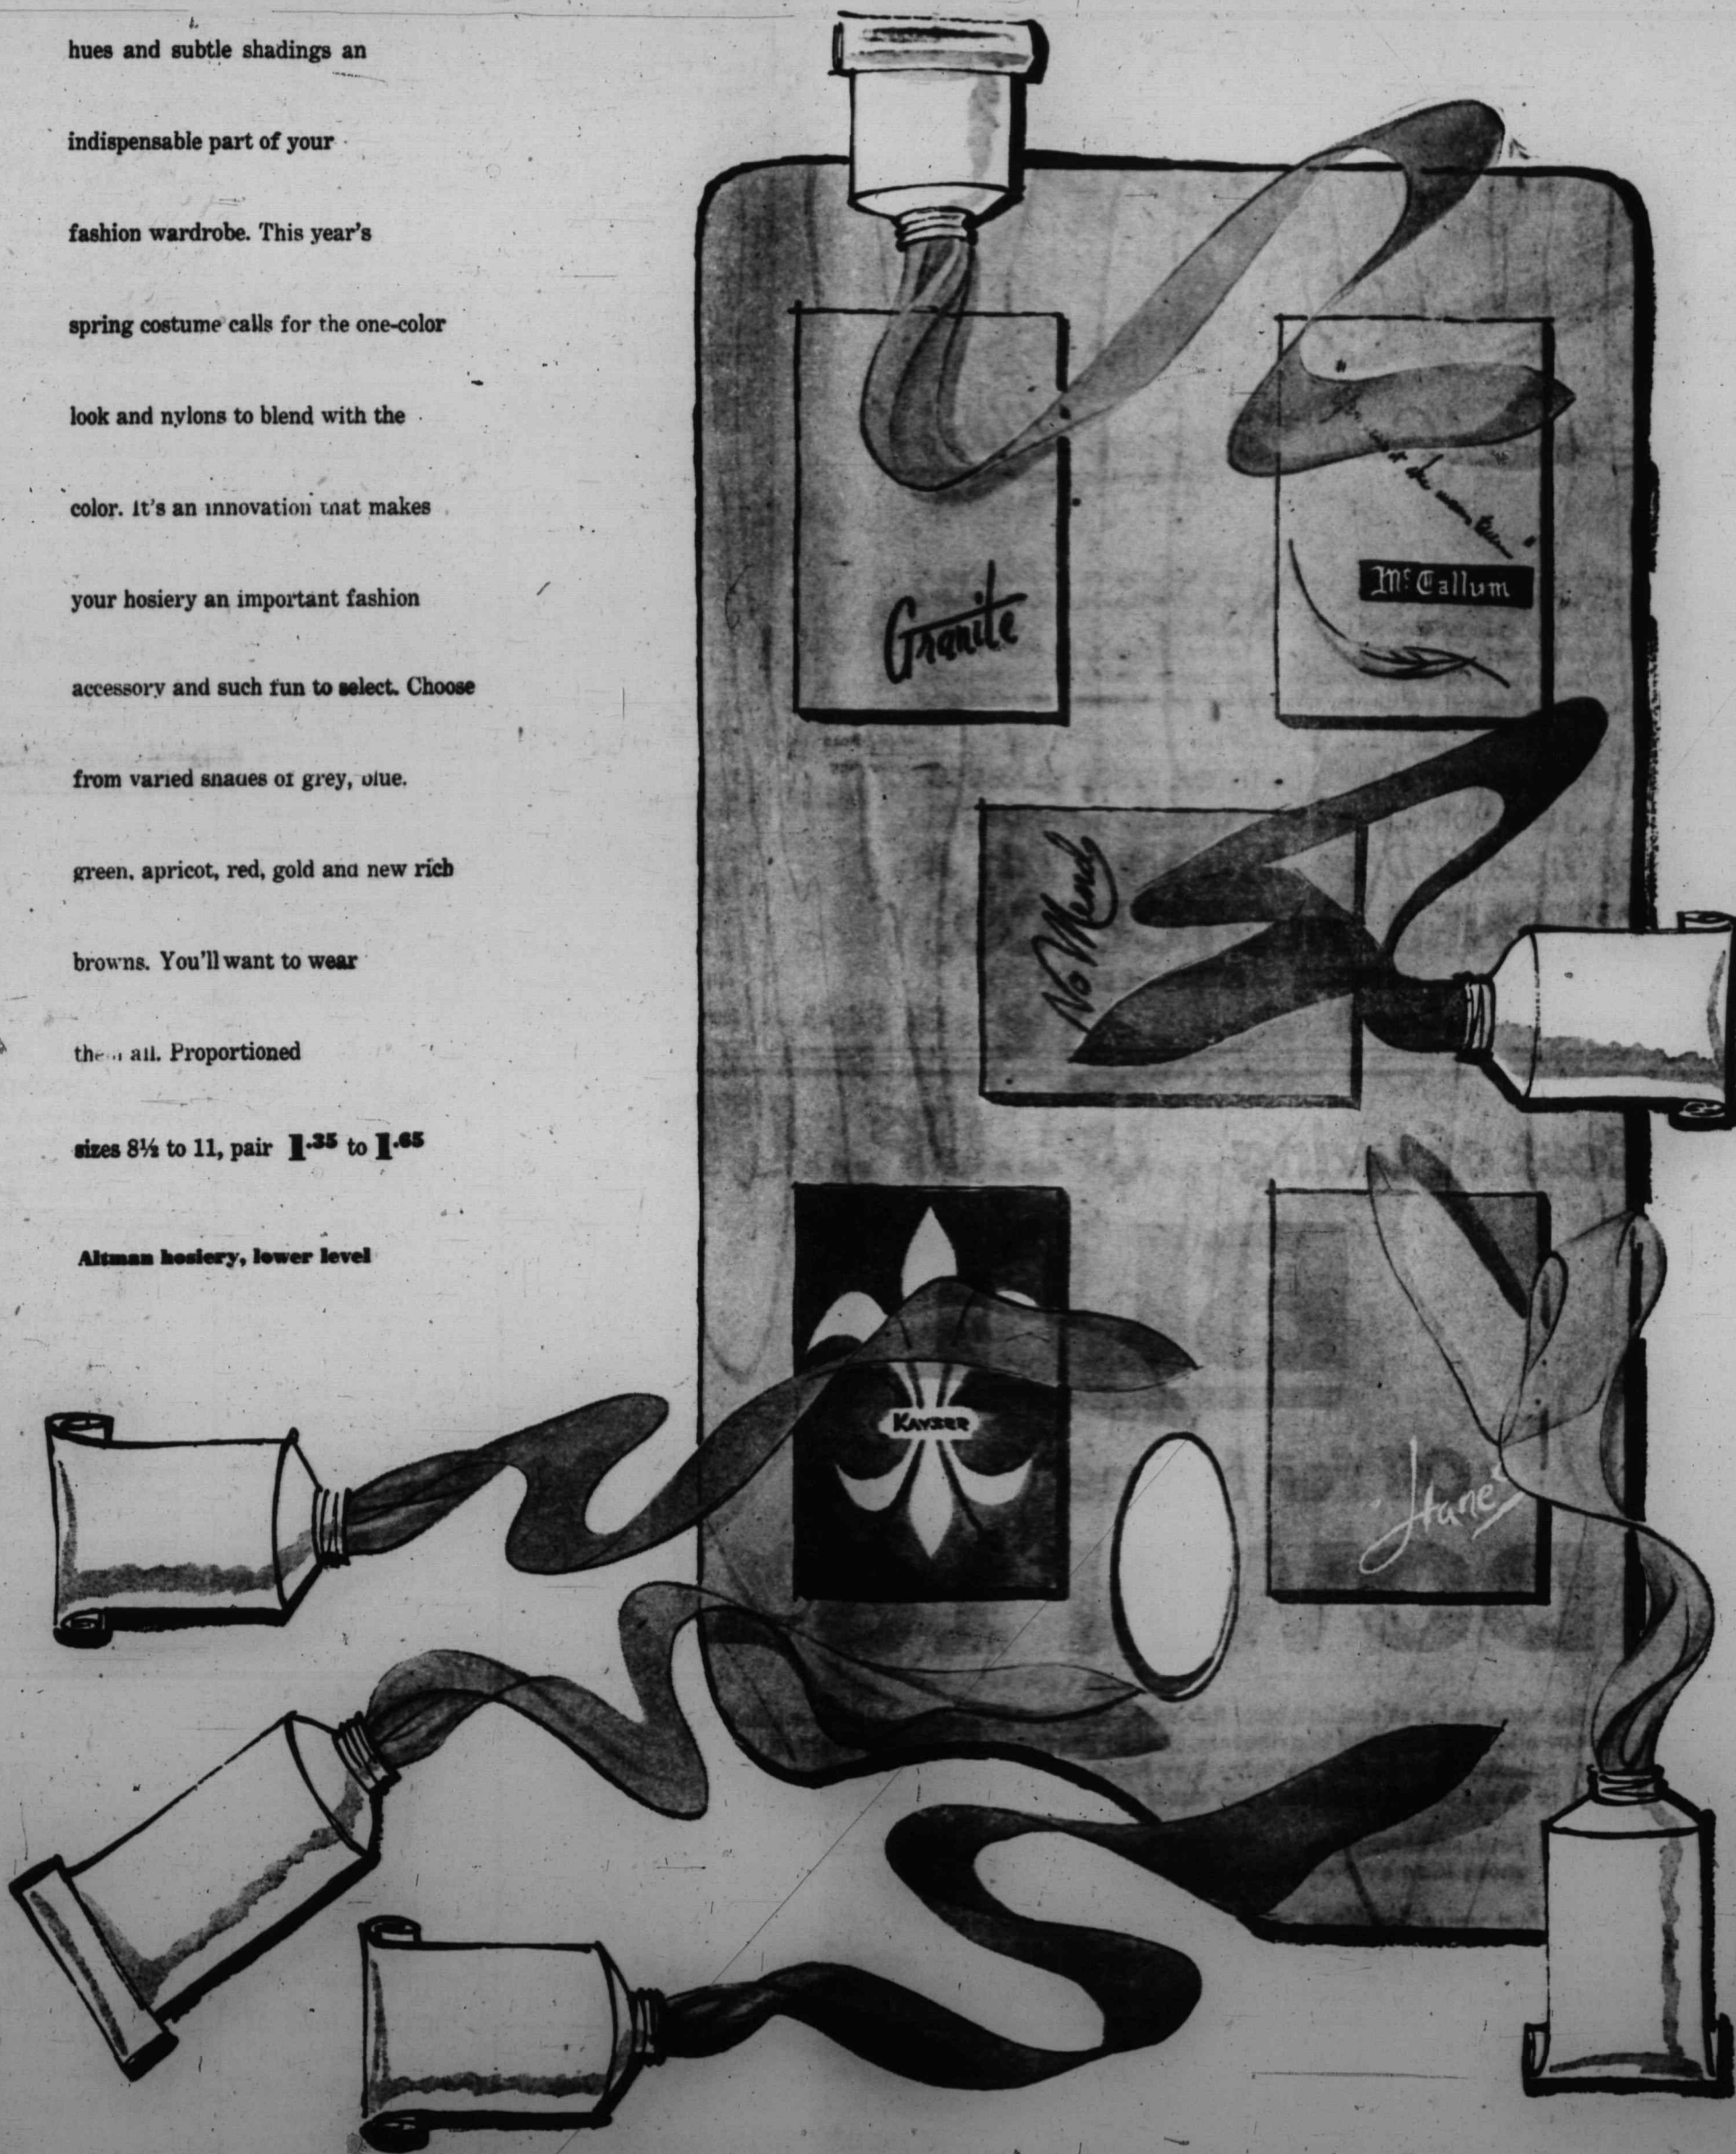 hues and subtle shadings an
indispensable part of your
fashion wardrobe. This year's
spring costume calls for the one-color
look and nylons to blend with the
color. It's an innovation that makes
your hosiery an important fashion
accessory and such fun to select. Choose
from varied shades of grey, blue.
green, apricot, red, gold and new rich
browns. You'll want to wear
them all. Proportioned
sizes 8½ to 11, pair 1.35 to 1.65
Altman hosiery, lower level
Granite
McCallum
No Mend
KAYSER
Hanes